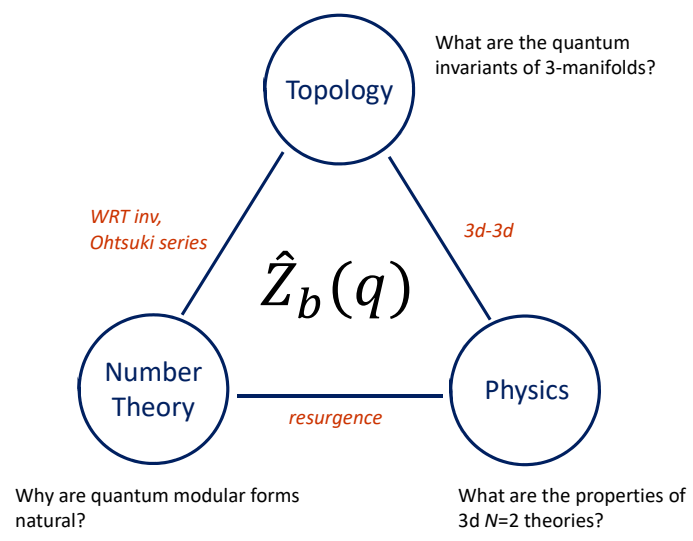 What are the quantum
invariants of 3-manifolds?
Topology
WRT inv,
Ohtsuki series
3d-3d
Ẑ_b(q)
Number
Theory
Physics
resurgence
Why are quantum modular forms
natural?
What are the properties of
3d N=2 theories?